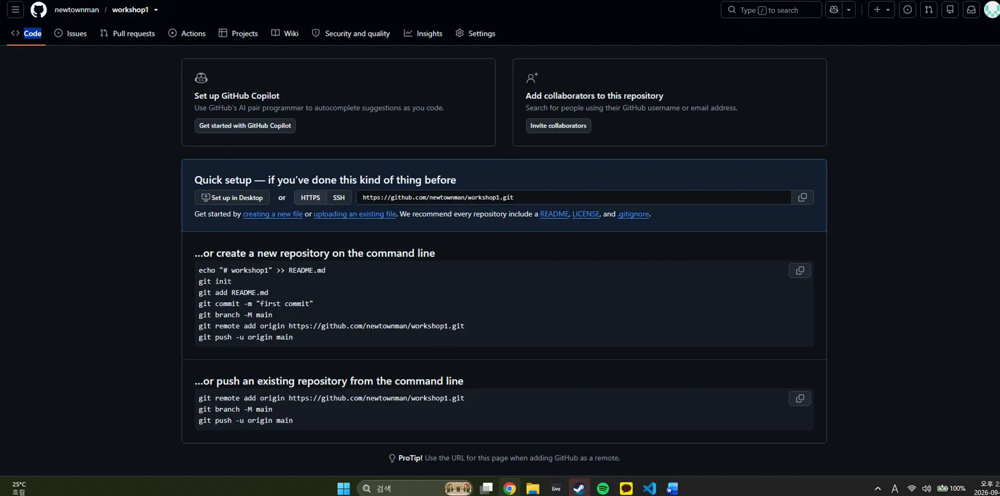 newtownman / workshop1
Type / to search
Code Issues Pull requests Actions Projects Wiki Security and quality Insights Settings
Set up GitHub Copilot
Use GitHub's AI pair programmer to autocomplete suggestions as you code.
Get started with GitHub Copilot
Add collaborators to this repository
Search for people using their GitHub username or email address.
Invite collaborators
Quick setup — if you've done this kind of thing before
Set up in Desktop or HTTPS SSH https://github.com/newtownman/workshop1.git
Get started by creating a new file or uploading an existing file. We recommend every repository include a README, LICENSE, and .gitignore.
…or create a new repository on the command line
echo "# workshop1" >> README.md
git init
git add README.md
git commit -m "first commit"
git branch -M main
git remote add origin https://github.com/newtownman/workshop1.git
git push -u origin main
…or push an existing repository from the command line
git remote add origin https://github.com/newtownman/workshop1.git
git branch -M main
git push -u origin main
ProTip! Use the URL for this page when adding GitHub as a remote.
25°C
흐림
검색
Live
A
100%
오후